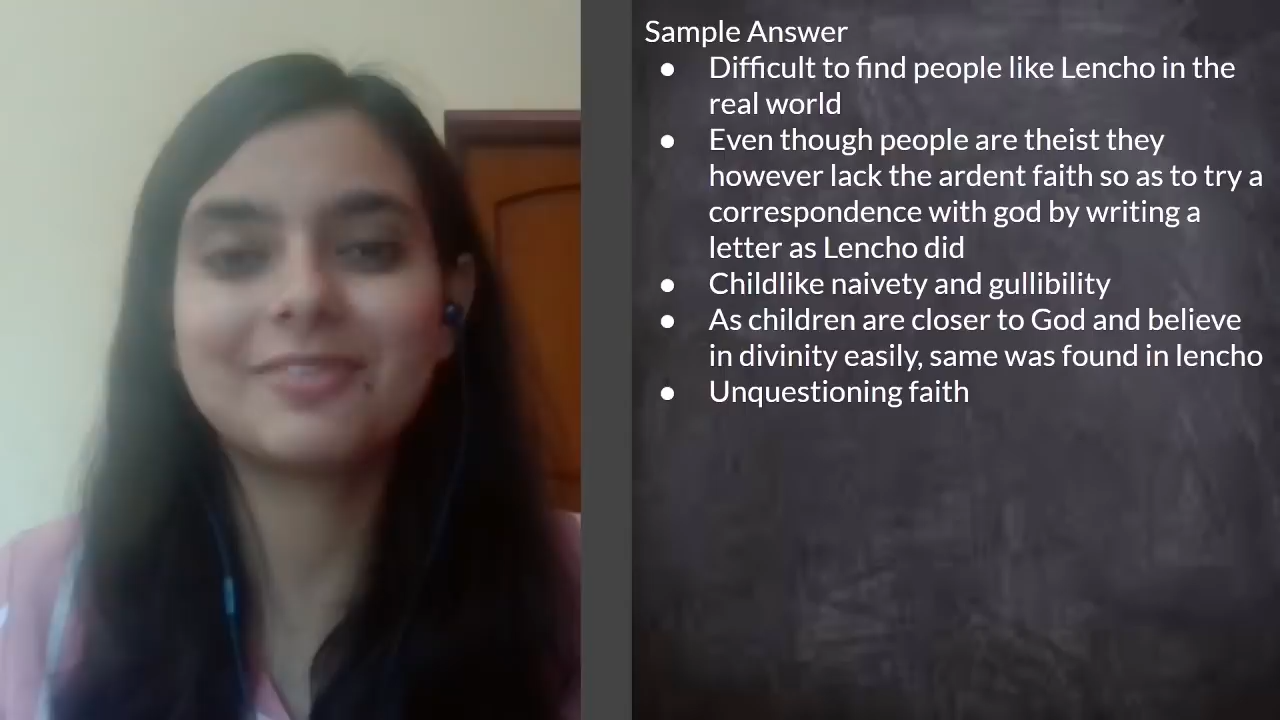 Sample Answer
● Difficult to find people like Lencho in the
real world
● Even though people are theist they
however lack the ardent faith so as to try a
correspondence with god by writing a
letter as Lencho did
● Childlike naivety and gullibility
● As children are closer to God and believe
in divinity easily, same was found in lencho
● Unquestioning faith